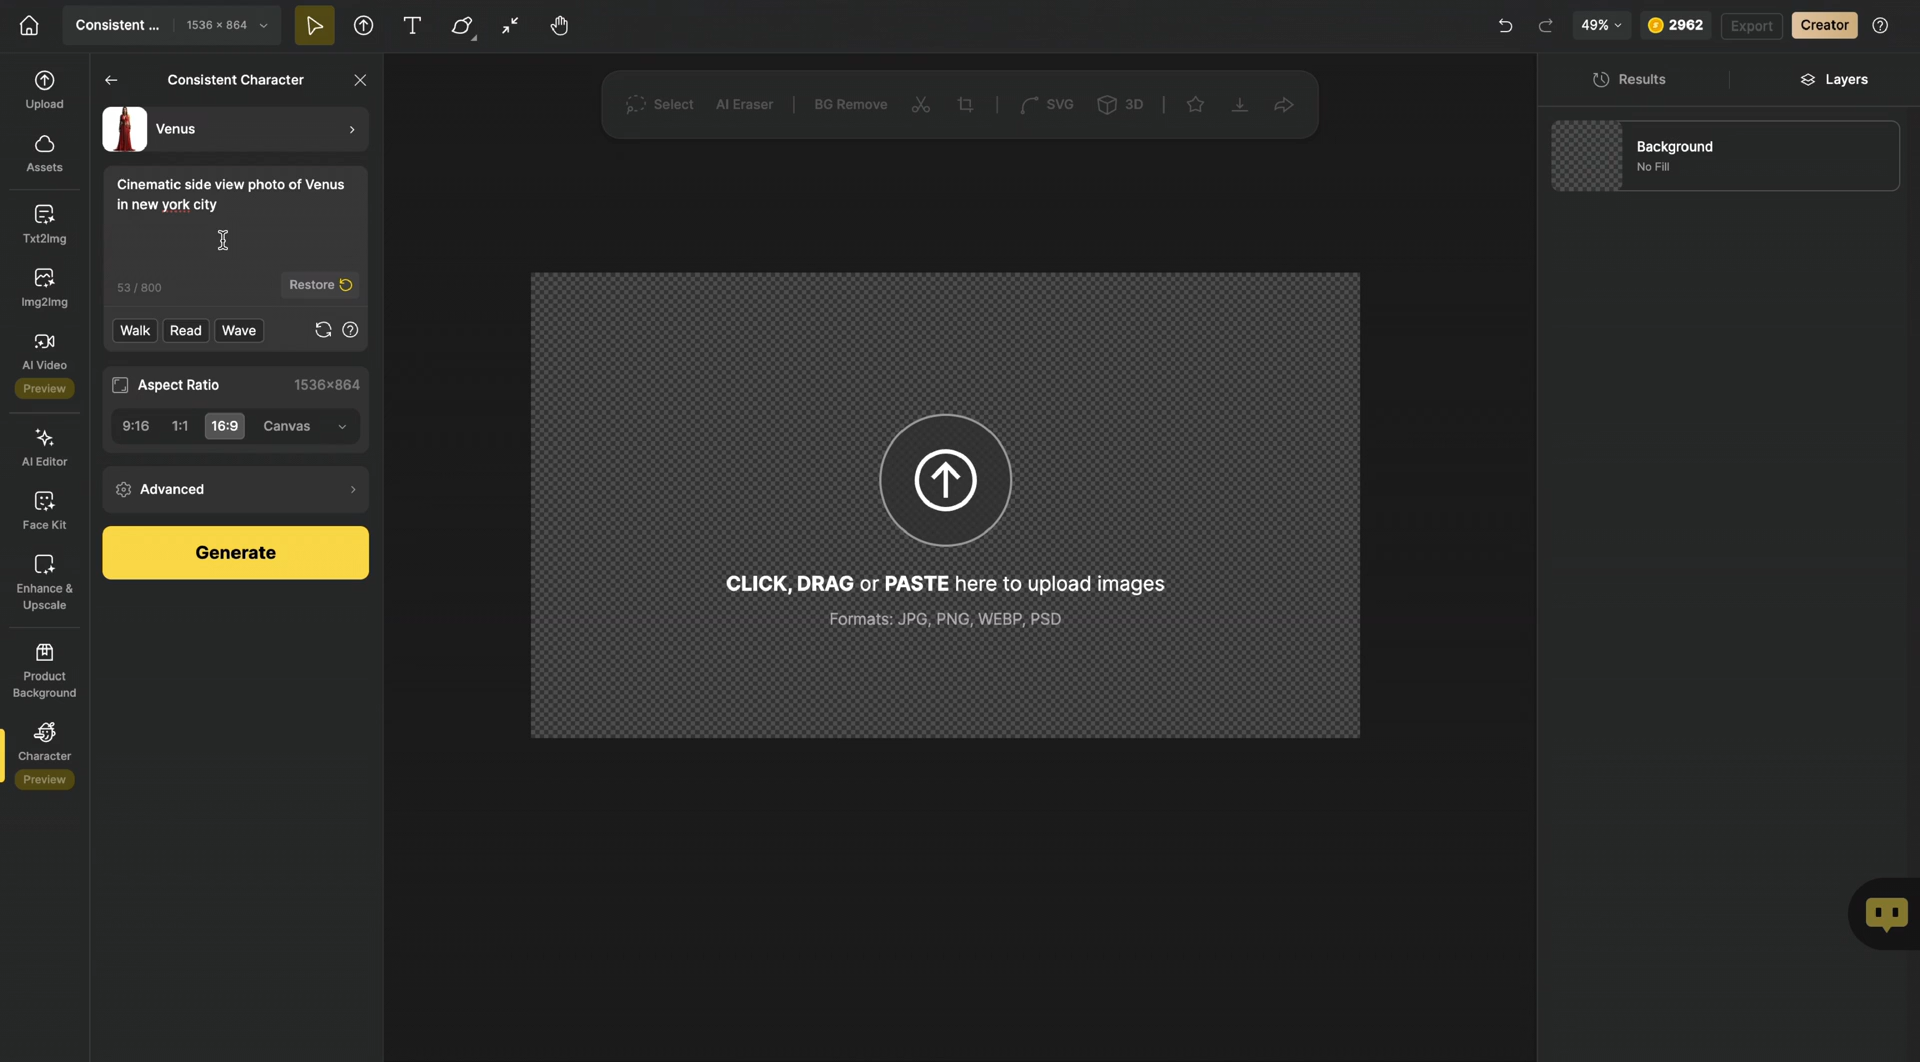 Consistent ... 1536 × 864
49% 2962 Export Creator
Upload
Assets
Txt2Img
Img2Img
AI Video
Preview
AI Editor
Face Kit
Enhance &
Upscale
Product
Background
Character
Preview
Consistent Character
Venus
Cinematic side view photo of Venus
in new york city
53 / 800 Restore
Walk Read Wave
Aspect Ratio 1536×864
9:16 1:1 16:9 Canvas
Advanced
Generate
Select AI Eraser BG Remove SVG 3D
CLICK, DRAG or PASTE here to upload images
Formats: JPG, PNG, WEBP, PSD
Results Layers
Background
No Fill